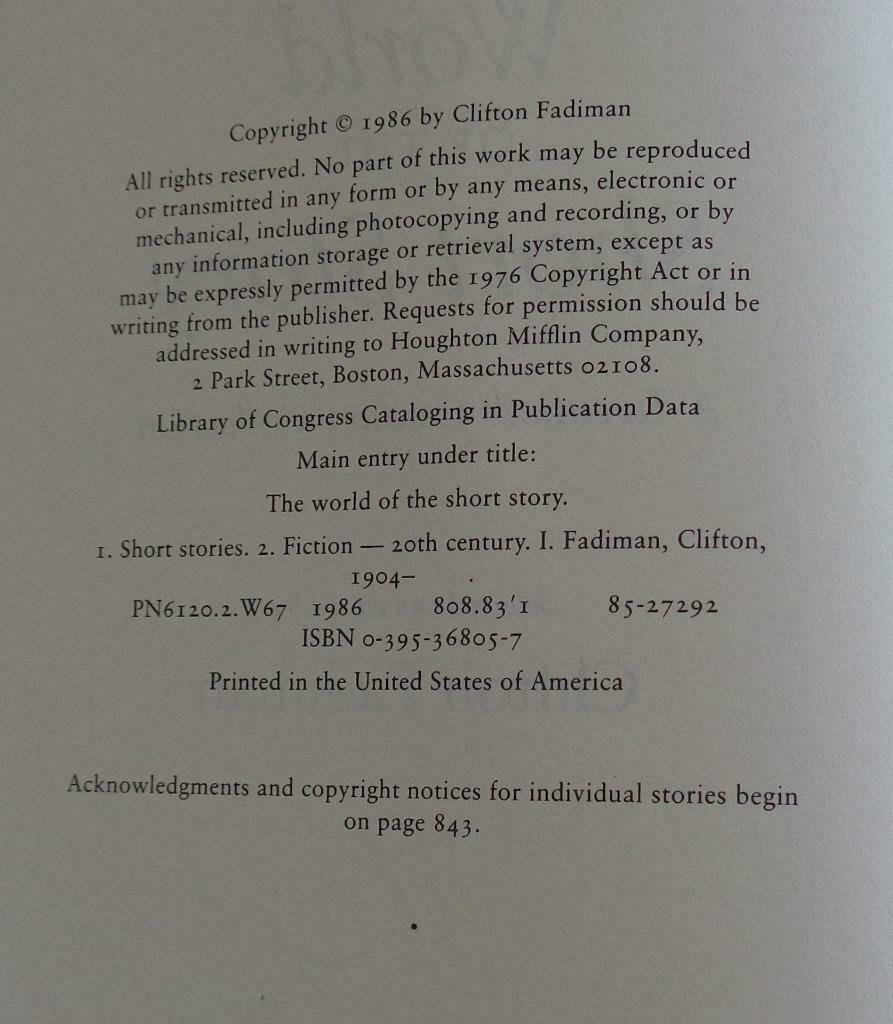 World
Copyright © 1986 by Clifton Fadiman
All rights reserved. No part of this work may be reproduced
or transmitted in any form or by any means, electronic or
mechanical, including photocopying and recording, or by
any information storage or retrieval system, except as
may be expressly permitted by the 1976 Copyright Act or in
writing from the publisher. Requests for permission should be
addressed in writing to Houghton Mifflin Company,
2 Park Street, Boston, Massachusetts 02108.
Library of Congress Cataloging in Publication Data
Main entry under title:
The world of the short story.
1. Short stories. 2. Fiction — 20th century. I. Fadiman, Clifton,
1904–       .
PN6120.2.W67 1986 808.83'1 85-27292
ISBN 0-395-36805-7
Printed in the United States of America
Acknowledgments and copyright notices for individual stories begin
on page 843.